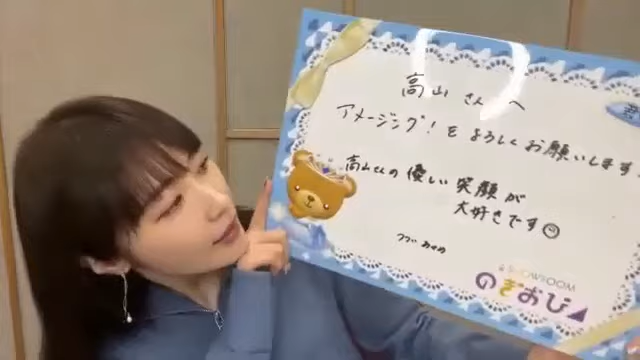 高山さんへ
アメージング!をよろしくお願いします!
高山さんの優しい笑顔が
大好きです
SHOWROOM
のぎおび